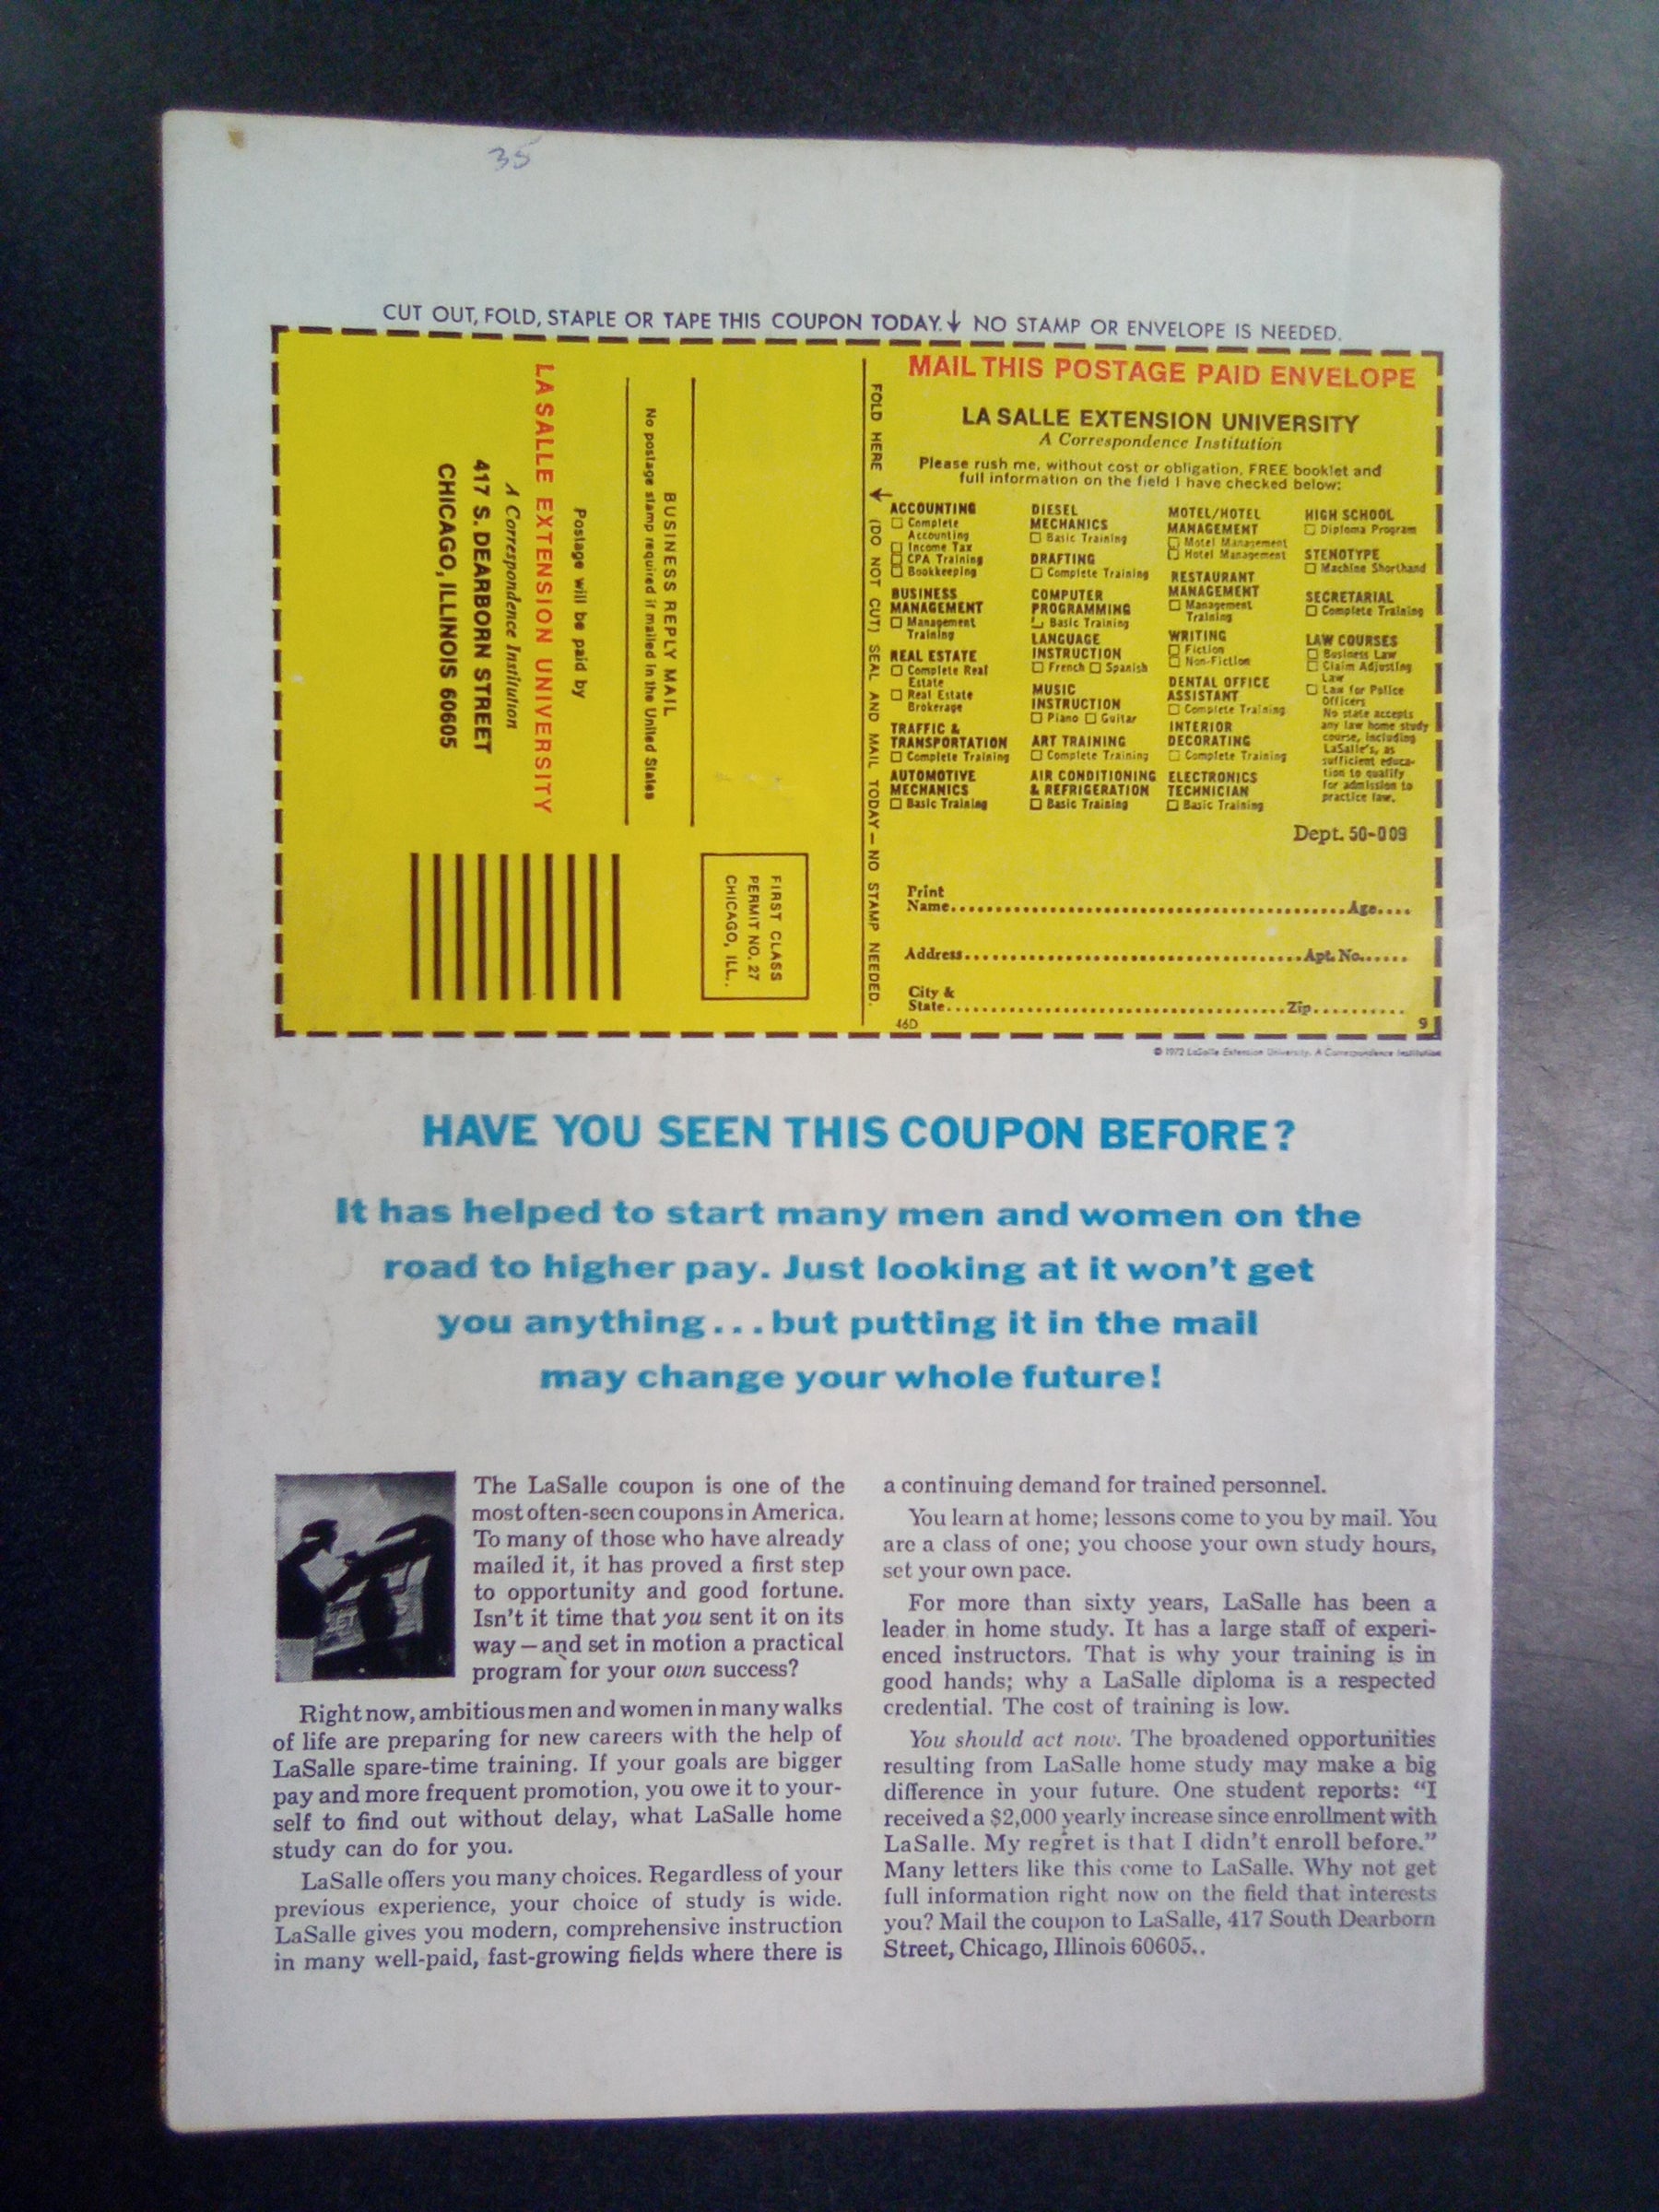 35
CUT OUT, FOLD, STAPLE OR TAPE THIS COUPON TODAY.↓ NO STAMP OR ENVELOPE IS NEEDED.
BUSINESS REPLY MAIL
No postage stamp required if mailed in the United States
Postage will be paid by
LA SALLE EXTENSION UNIVERSITY
A Correspondence Institution
417 S. DEARBORN STREET
CHICAGO, ILLINOIS 60605
FIRST CLASS
PERMIT NO. 27
CHICAGO, ILL.
FOLD HERE ↓ (DO NOT CUT) SEAL AND MAIL TODAY — NO STAMP NEEDED.
MAIL THIS POSTAGE PAID ENVELOPE
LA SALLE EXTENSION UNIVERSITY
A Correspondence Institution
Please rush me, without cost or obligation, FREE booklet and
full information on the field I have checked below:
ACCOUNTING
☐ Complete
Accounting
☐ Income Tax
☐ CPA Training
☐ Bookkeeping
BUSINESS
MANAGEMENT
☐ Management
Training
REAL ESTATE
☐ Complete Real
Estate
☐ Real Estate
Brokerage
TRAFFIC &
TRANSPORTATION
☐ Complete Training
AUTOMOTIVE
MECHANICS
☐ Basic Training
DIESEL
MECHANICS
☐ Basic Training
DRAFTING
☐ Complete Training
COMPUTER
PROGRAMMING
☐ Basic Training
LANGUAGE
INSTRUCTION
☐ French ☐ Spanish
MUSIC
INSTRUCTION
☐ Piano ☐ Guitar
ART TRAINING
☐ Complete Training
AIR CONDITIONING
& REFRIGERATION
☐ Basic Training
MOTEL/HOTEL
MANAGEMENT
☐ Motel Management
☐ Hotel Management
RESTAURANT
MANAGEMENT
☐ Management
Training
WRITING
☐ Fiction
☐ Non-Fiction
DENTAL OFFICE
ASSISTANT
☐ Complete Training
INTERIOR
DECORATING
☐ Complete Training
ELECTRONICS
TECHNICIAN
☐ Basic Training
HIGH SCHOOL
☐ Diploma Program
STENOTYPE
☐ Machine Shorthand
SECRETARIAL
☐ Complete Training
LAW COURSES
☐ Business Law
☐ Claim Adjusting
Law
☐ Law for Police
Officers
No state accepts
any law home study
course, including
LaSalle's, as
sufficient educa-
tion to qualify
for admission to
practice law.
Dept. 50-009
Print
Name.......... Age....
Address.......... Apt. No......
City &
State.......... Zip..........
46D 9
© 1972 LaSalle Extension University. A Correspondence Institution
HAVE YOU SEEN THIS COUPON BEFORE?
It has helped to start many men and women on the
road to higher pay. Just looking at it won't get
you anything...but putting it in the mail
may change your whole future!
The LaSalle coupon is one of the
most often-seen coupons in America.
To many of those who have already
mailed it, it has proved a first step
to opportunity and good fortune.
Isn't it time that you sent it on its
way — and set in motion a practical
program for your own success?
Right now, ambitious men and women in many walks
of life are preparing for new careers with the help of
LaSalle spare-time training. If your goals are bigger
pay and more frequent promotion, you owe it to your-
self to find out without delay, what LaSalle home
study can do for you.
LaSalle offers you many choices. Regardless of your
previous experience, your choice of study is wide.
LaSalle gives you modern, comprehensive instruction
in many well-paid, fast-growing fields where there is
a continuing demand for trained personnel.
You learn at home; lessons come to you by mail. You
are a class of one; you choose your own study hours,
set your own pace.
For more than sixty years, LaSalle has been a
leader in home study. It has a large staff of experi-
enced instructors. That is why your training is in
good hands; why a LaSalle diploma is a respected
credential. The cost of training is low.
You should act now. The broadened opportunities
resulting from LaSalle home study may make a big
difference in your future. One student reports: "I
received a $2,000 yearly increase since enrollment with
LaSalle. My regret is that I didn't enroll before."
Many letters like this come to LaSalle. Why not get
full information right now on the field that interests
you? Mail the coupon to LaSalle, 417 South Dearborn
Street, Chicago, Illinois 60605..